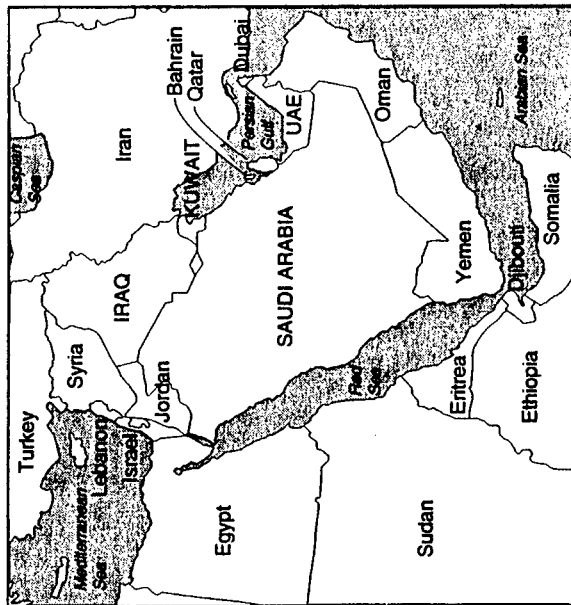 Turkey
Caspian
Sea
Mediterranean
Sea
Lebanon
Israel
Syria
IRAQ
Iran
Jordan
KUWAIT
Bahrain
Qatar
Persian
Gulf
Dubai
Egypt
SAUDI ARABIA
UAE
Oman
Red
Sea
Sudan
Eritrea
Yemen
Arabian Sea
Ethiopia
Djibouti
Somalia